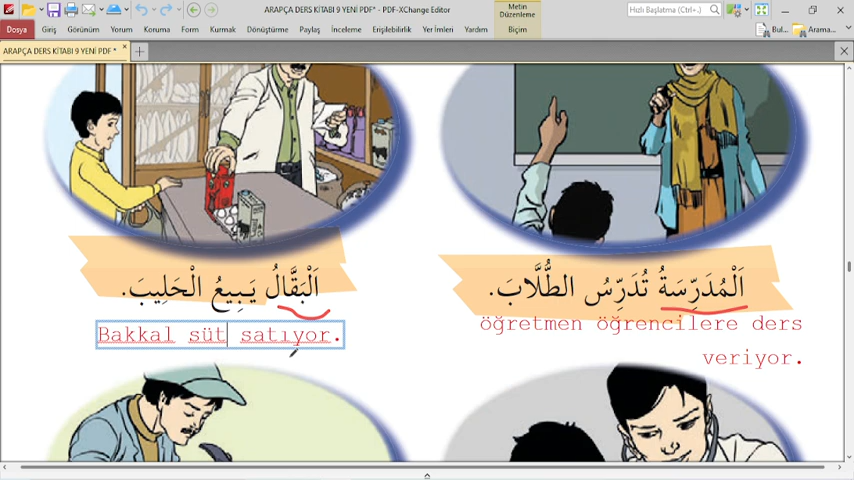 ARAPÇA DERS KİTABI 9 YENİ PDF* - PDF-XChange Editor
Metin Düzenleme
Hızlı Başlatma (Ctrl+.)
Dosya Giriş Görünüm Yorum Koruma Form Kurmak Dönüştürme Paylaş İnceleme Erişilebilirlik Yer İmleri Yardım Biçim Bul... Arama...
ARAPÇA DERS KİTABI 9 YENİ PDF *
اَلْمُدَرِّسَةُ تُدَرِّسُ الطُّلَّابَ.
öğretmen öğrencilere ders
veriyor.
اَلْبَقَّالُ يَبِيعُ الْحَلِيبَ.
Bakkal süt satıyor.